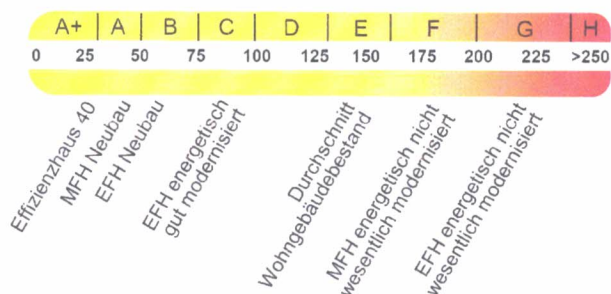 A+ A B C D E F G H
0 25 50 75 100 125 150 175 200 225 >250
Effizienzhaus 40
MFH Neubau
EFH Neubau
EFH energetisch
gut modernisiert
Durchschnitt
Wohngebäudebestand
MFH energetisch nicht
wesentlich modernisiert
EFH energetisch nicht
wesentlich modernisiert